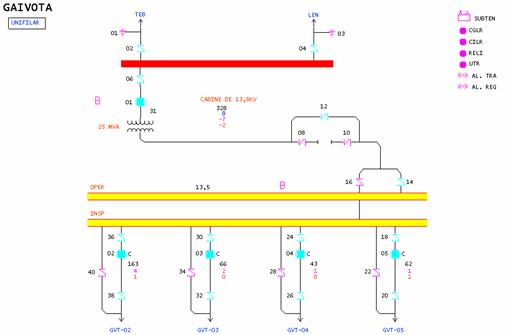 GAIVOTA
UNIFILAR
TEB
LEN
SUBTEN
CGLR
CILR
RELI
UTR
AL. TRA
AL. REG
01
03
02
04
06
B
01
31
CABINE DE 13,8KV
328
8
-7
-2
25 MVA
12
08
10
16
14
OPER
13,5
B
INSP
36
30
24
18
02 C
03 C
04 C
05 C
163
4
1
66
2
0
43
1
0
62
1
1
40
34
28
22
38
32
26
20
GVT-02
GVT-03
GVT-04
GVT-05